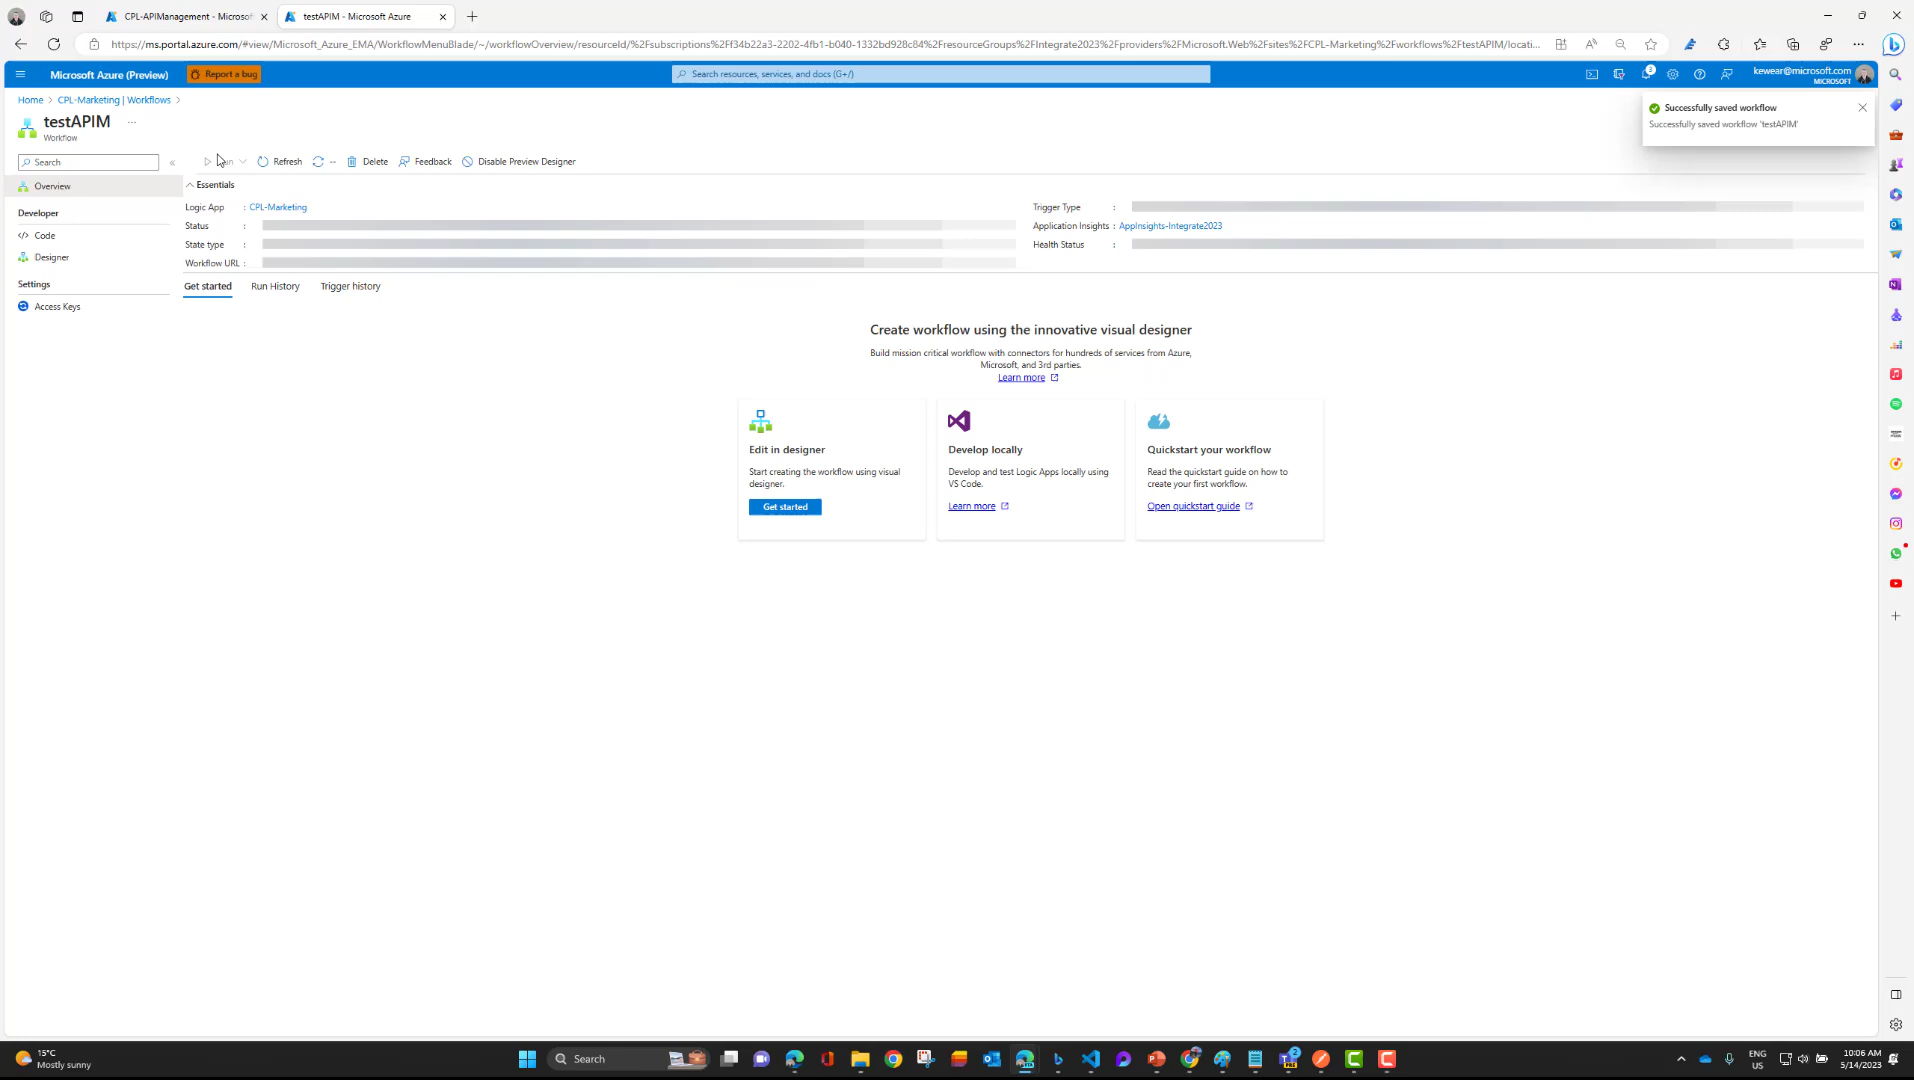 CPL-APIManagement - Microsof
testAPIM - Microsoft Azure
https://ms.portal.azure.com/#view/Microsoft_Azure_EMA/WorkflowMenuBlade/~/workflowOverview/resourceId/%2Fsubscriptions%2Ff34b22a3-2202-4fb1-b040-1332bd928c84%2FresourceGroups%2FIntegrate2023%2Fproviders%2FMicrosoft.Web%2Fsites%2FCPL-Marketing%2Fworkflows%2FtestAPIM/locati...
Microsoft Azure (Preview)
Report a bug
Search resources, services, and docs (G+/)
3
kewear@microsoft.com
MICROSOFT
Home > CPL-Marketing | Workflows >
testAPIM ...
Workflow
Successfully saved workflow
Successfully saved workflow 'testAPIM'
Search
«
Refresh
--
Delete
Feedback
Disable Preview Designer
Overview
Developer
Code
Designer
Settings
Access Keys
Essentials
Logic App : CPL-Marketing
Status :
State type :
Workflow URL :
Trigger Type :
Application Insights : AppInsights-Integrate2023
Health Status :
Get started
Run History
Trigger history
Create workflow using the innovative visual designer
Build mission critical workflow with connectors for hundreds of services from Azure,
Microsoft, and 3rd parties.
Learn more
Edit in designer
Start creating the workflow using visual
designer.
Get started
Develop locally
Develop and test Logic Apps locally using
VS Code.
Learn more
Quickstart your workflow
Read the quickstart guide on how to
create your first workflow.
Open quickstart guide
15°C
Mostly sunny
Search
2
ENG
US
10:06 AM
5/14/2023